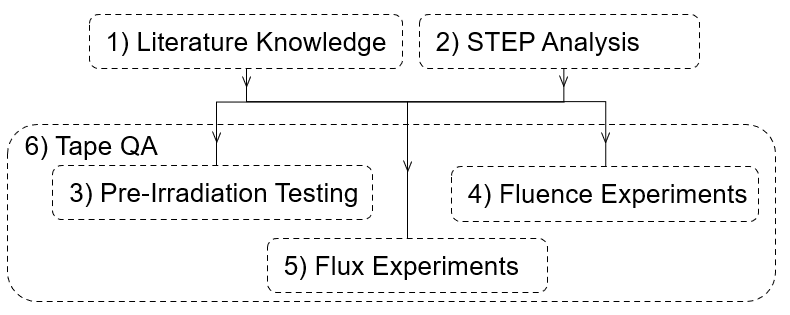 1) Literature Knowledge
2) STEP Analysis
6) Tape QA
3) Pre-Irradiation Testing
4) Fluence Experiments
5) Flux Experiments